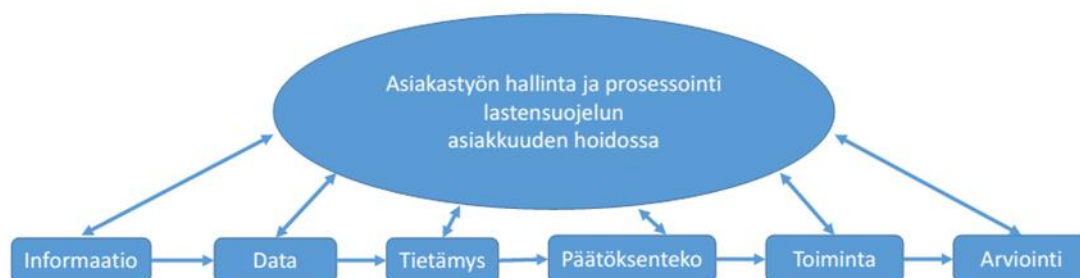 Asiakastyön hallinta ja prosessointi
lastensuojelun
asiakkuuden hoidossa
Informaatio
Data
Tietämys
Päätöksenteko
Toiminta
Arviointi